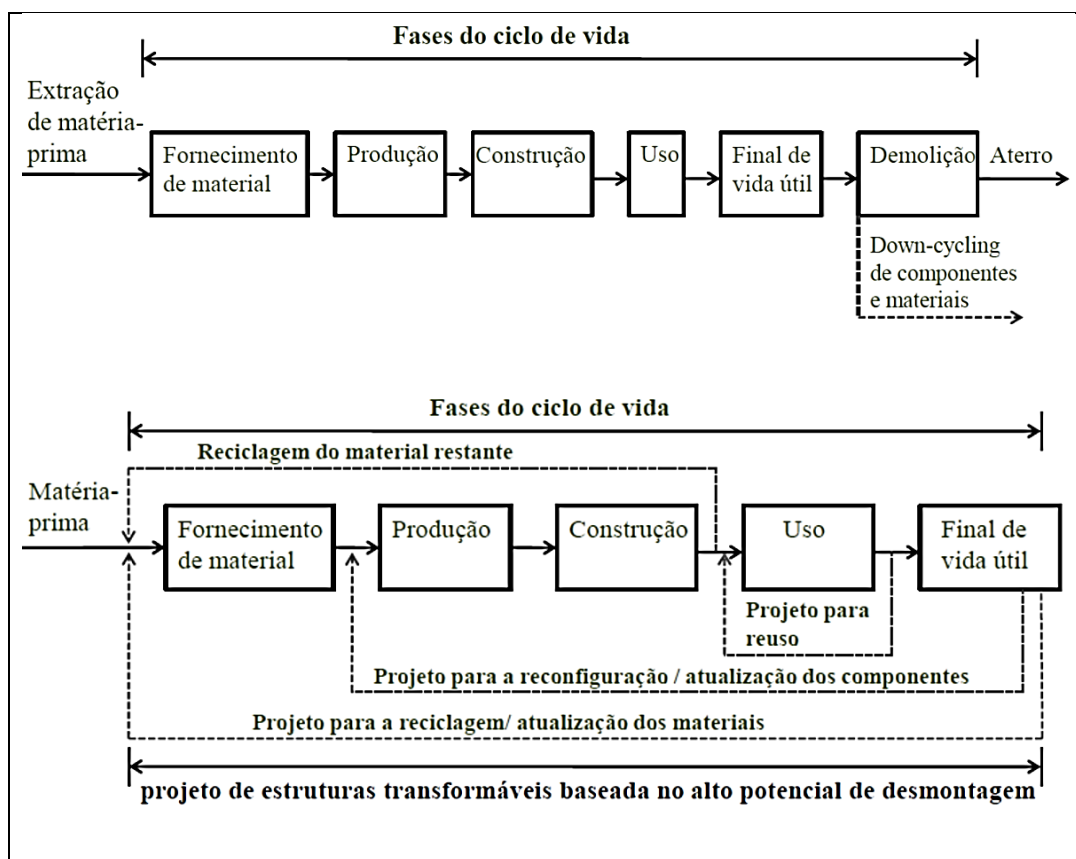 Fases do ciclo de vida
Extração
de matéria-
prima
Fornecimento
de material
Produção
Construção
Uso
Final de
vida útil
Demolição
Aterro
Down-cycling
de componentes
e materiais
Fases do ciclo de vida
Reciclagem do material restante
Matéria-
prima
Fornecimento
de material
Produção
Construção
Uso
Final de
vida útil
Projeto para
reuso
Projeto para a reconfiguração / atualização dos componentes
Projeto para a reciclagem/ atualização dos materiais
projeto de estruturas transformáveis baseada no alto potencial de desmontagem